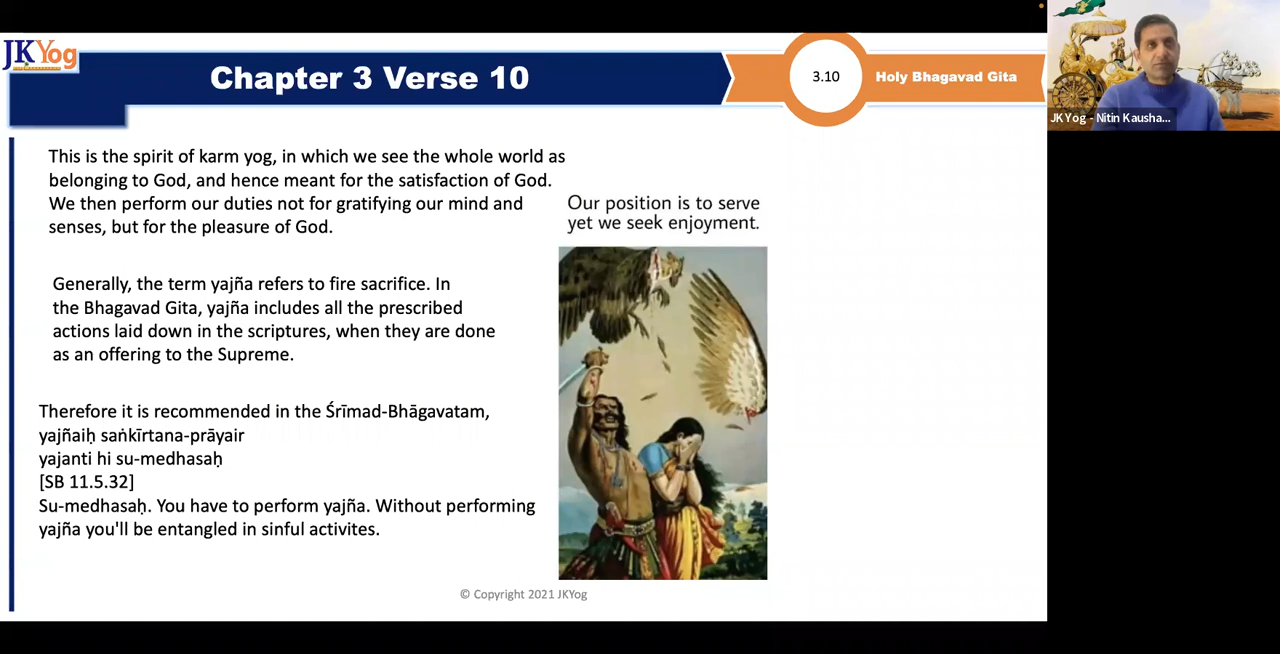 JKYog
Chapter 3 Verse 10
3.10
Holy Bhagavad Gita
JKYog - Nitin Kausha...
This is the spirit of karm yog, in which we see the whole world as
belonging to God, and hence meant for the satisfaction of God.
We then perform our duties not for gratifying our mind and
senses, but for the pleasure of God.
Our position is to serve
yet we seek enjoyment.
Generally, the term yajña refers to fire sacrifice. In
the Bhagavad Gita, yajña includes all the prescribed
actions laid down in the scriptures, when they are done
as an offering to the Supreme.
Therefore it is recommended in the Śrīmad-Bhāgavatam,
yajñaiḥ saṅkīrtana-prāyair
yajanti hi su-medhasaḥ
[SB 11.5.32]
Su-medhasaḥ. You have to perform yajña. Without performing
yajña you'll be entangled in sinful activites.
© Copyright 2021 JKYog